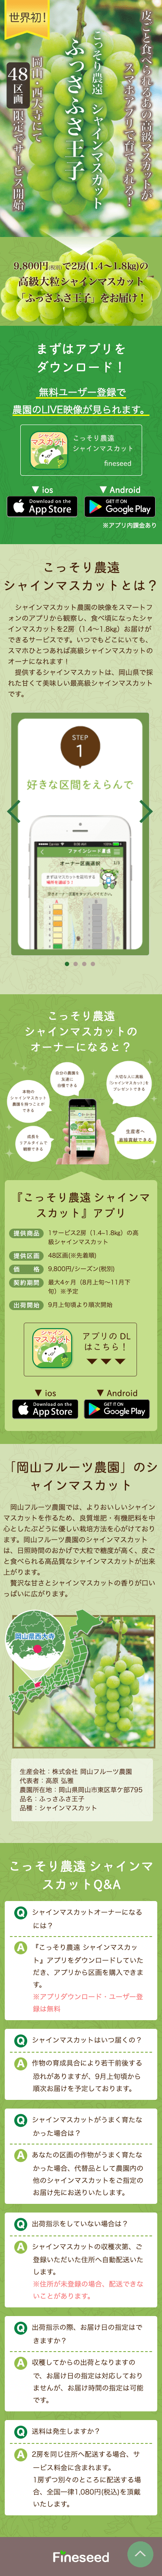 世界初！
皮ごと食べられるあの高級マスカットが
スマホアプリで育てられる！
こっそり農遠 シャインマスカット
ふっさふさ王子
岡山・西大寺にて
48区画限定でサービス開始
9,800円(税別)で2房(1.4〜1.8kg)の
高級大粒シャインマスカット
「ふっさふさ王子」をお届け！
まずはアプリを
ダウンロード！
無料ユーザー登録で
農園のLIVE映像が見られます。
シャイン
マスカット
こっそり農遠
シャインマスカット
fineseed
▼ ios
▼ Android
Download on the
App Store
GET IT ON
Google Play
※アプリ内課金あり
こっそり農遠
シャインマスカットとは？
シャインマスカット農園の映像をスマートフォンのアプリから観察し、食べ頃になったシャインマスカットを2房（1.4〜1.8kg）お届けができるサービスです。いつでもどこにいても、スマホひとつあれば高級シャインマスカットのオーナになれます！
提供するシャインマスカットは、岡山県で採れた甘くて美味しい最高級シャインマスカットです。
STEP
1
好きな区間をえらんで
ファインシード農園
オーナー区画選択
こっそり農遠
シャインマスカットの
オーナーになると？
自分の農園を
友達に
自慢できる
大切な人に高級
シャインマスカットを
プレゼントできる
本物の
シャインマスカット
農園を持つことが
できる
成長を
リアルタイムで
観察できる
生産者へ
直接貢献できる
『こっそり農遠 シャインマスカット』アプリ
提供商品 1サービス2房（1.4〜1.8kg）の高級シャインマスカット
提供区画 48区画(※先着順)
価 格 9,800円/シーズン(税別)
契約期間 最大4ヶ月（8月上旬〜11月下旬）※予定
出荷開始 9月上旬頃より順次開始
シャイン
マスカット
アプリの DL
はこちら！
▼ ▼ ▼
▼ ios
▼ Android
Download on the
App Store
GET IT ON
Google Play
「岡山フルーツ農園」のシャインマスカット
岡山フルーツ農園では、よりおいしいシャインマスカットを作るため、良質堆肥・有機肥料を中心としたぶどうに優しい栽培方法を心がけております。岡山フルーツ農園のシャインマスカットは、日照時間のおかげで大粒で糖度が高く、皮ごと食べられる高品質なシャインマスカットが出来上がります。
贅沢な甘さとシャインマスカットの香りが口いっぱいに広がります。
岡山県西大寺
生産会社：株式会社 岡山フルーツ農園
代表者：高原 弘雅
農園所在地：岡山県岡山市東区草ケ部795
品名：ふっさふさ王子
品種：シャインマスカット
こっそり農遠 シャインマスカットQ&A
Q シャインマスカットオーナーになるには？
A 『こっそり農遠 シャインマスカット』アプリをダウンロードしていただき、アプリから区画を購入できます。
※アプリダウンロード・ユーザー登録は無料
Q シャインマスカットはいつ届くの？
A 作物の育成具合により若干前後する恐れがありますが、9月上旬頃から順次お届けを予定しております。
Q シャインマスカットがうまく育たなかった場合は？
A あなたの区画の作物がうまく育たなかった場合、代替品として農園内の他のシャインマスカットをご指定のお届け先にお送りいたします。
Q 出荷指示をしていない場合は？
A シャインマスカットの収穫次第、ご登録いただいた住所へ自動配送いたします。
※住所が未登録の場合、配送できないことがあります。
Q 出荷指示の際、お届け日の指定はできますか？
A 収穫してからの出荷となりますので、お届け日時の指定は対応しておりませんが、お届け時間の指定は可能です。
Q 送料は発生しますか？
A 2房を同じ住所へ配送する場合、サービス料金に含まれます。
1房ずつ別々のところに配送する場合、全国一律1,080円(税込)を頂戴いたします。
Fineseed